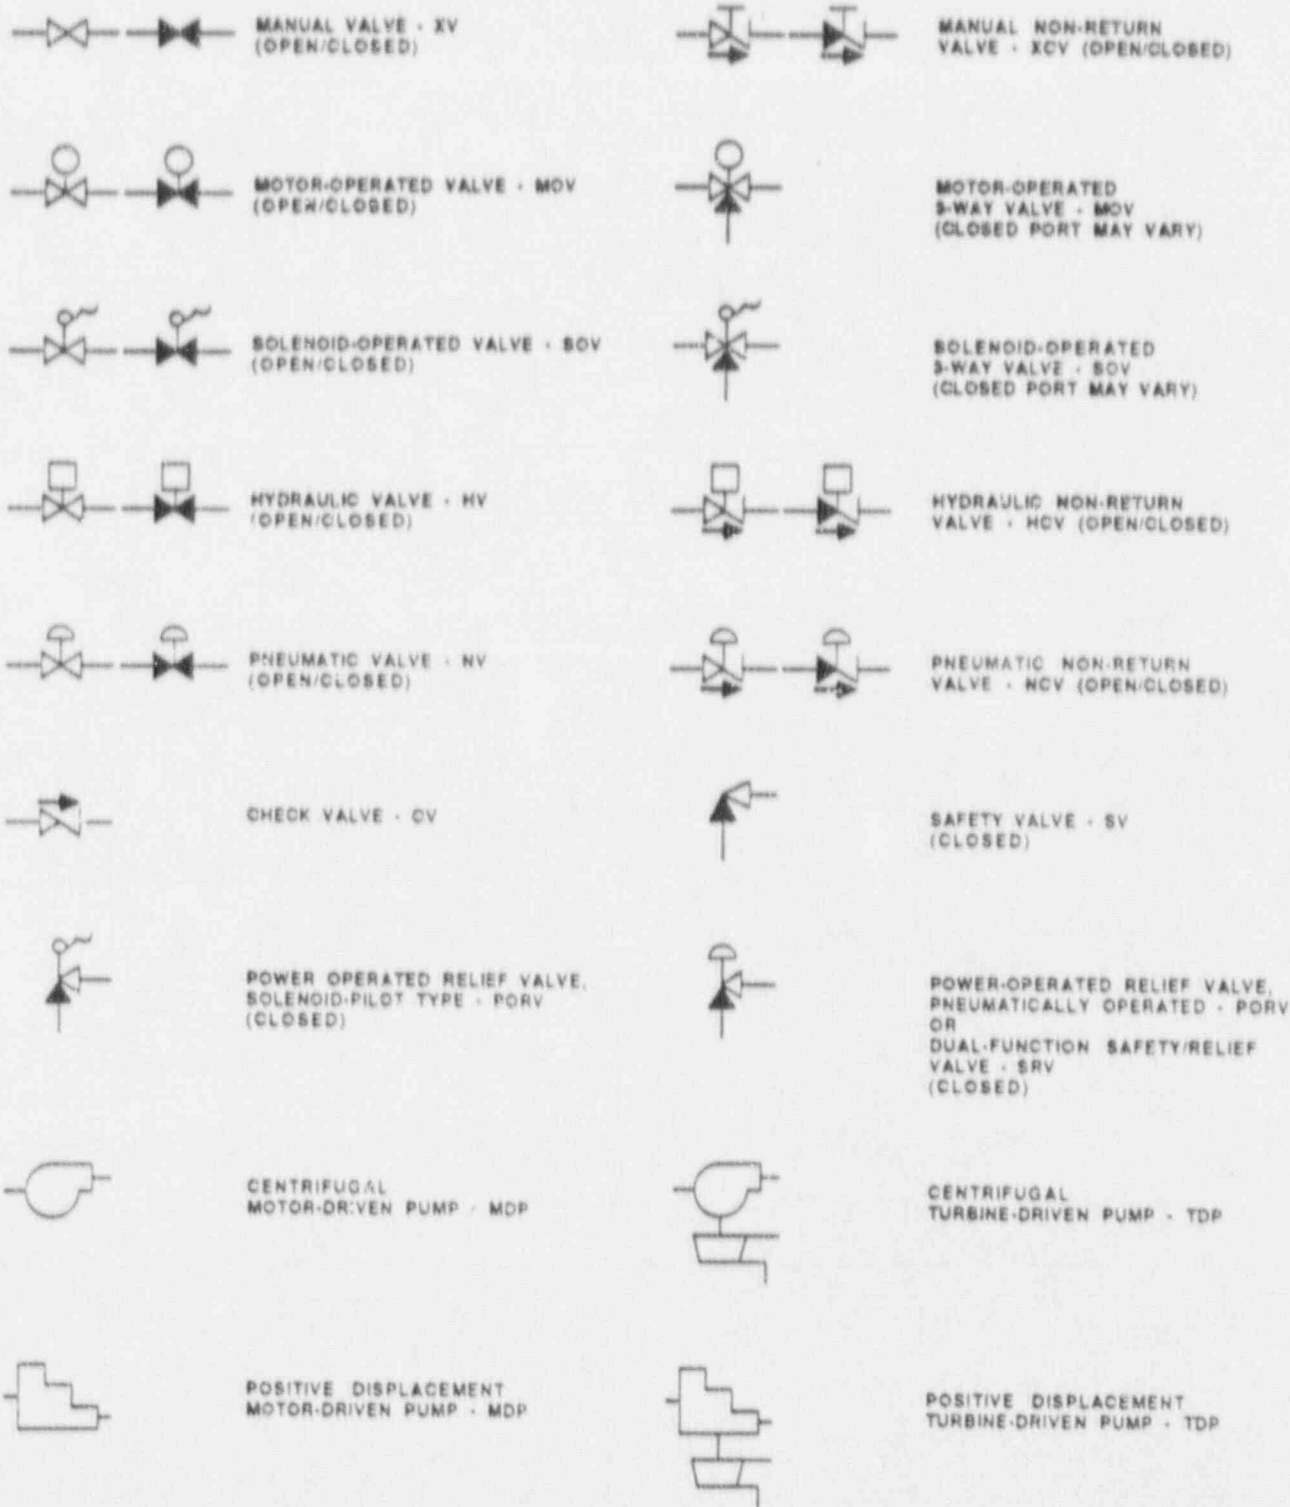 MANUAL VALVE - XV
(OPEN/CLOSED)
MANUAL NON-RETURN
VALVE - XCV (OPEN/CLOSED)
MOTOR-OPERATED VALVE - MOV
(OPEN/CLOSED)
MOTOR-OPERATED
3-WAY VALVE - MOV
(CLOSED PORT MAY VARY)
SOLENOID-OPERATED VALVE - SOV
(OPEN/CLOSED)
SOLENOID-OPERATED
3-WAY VALVE - SOV
(CLOSED PORT MAY VARY)
HYDRAULIC VALVE - HV
(OPEN/CLOSED)
HYDRAULIC NON-RETURN
VALVE - HCV (OPEN/CLOSED)
PNEUMATIC VALVE - NV
(OPEN/CLOSED)
PNEUMATIC NON-RETURN
VALVE - NCV (OPEN/CLOSED)
CHECK VALVE - CV
SAFETY VALVE - SV
(CLOSED)
POWER OPERATED RELIEF VALVE,
SOLENOID-PILOT TYPE - PORV
(CLOSED)
POWER-OPERATED RELIEF VALVE,
PNEUMATICALLY OPERATED - PORV
OR
DUAL-FUNCTION SAFETY/RELIEF
VALVE - SRV
(CLOSED)
CENTRIFUGAL
MOTOR-DRIVEN PUMP - MDP
CENTRIFUGAL
TURBINE-DRIVEN PUMP - TDP
POSITIVE DISPLACEMENT
MOTOR-DRIVEN PUMP - MDP
POSITIVE DISPLACEMENT
TURBINE-DRIVEN PUMP - TDP